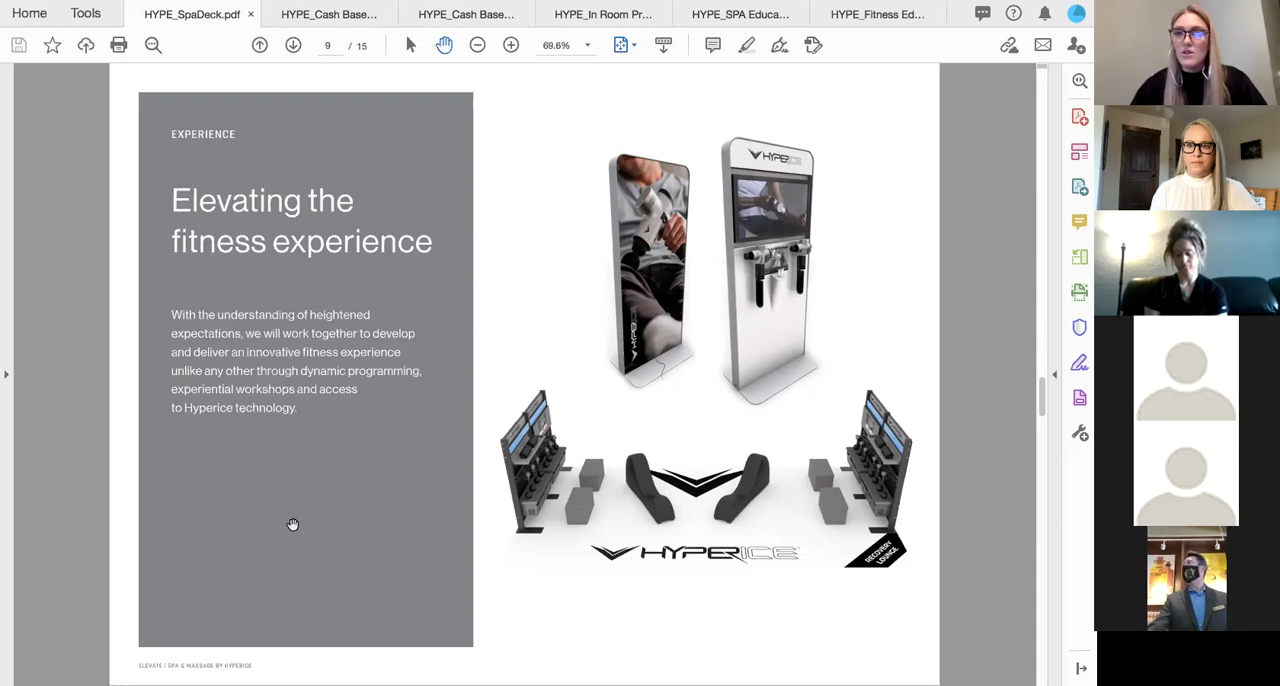 Home
Tools
HYPE_SpaDeck.pdf
×
HYPE_Cash Base...
HYPE_Cash Base...
HYPE_In Room Pr...
HYPE_SPA Educa...
HYPE_Fitness Ed...
9 / 15
69.6%
EXPERIENCE
Elevating the
fitness experience
With the understanding of heightened
expectations, we will work together to develop
and deliver an innovative fitness experience
unlike any other through dynamic programming,
experiential workshops and access
to Hyperice technology.
HYPERICE
HYPERICE
RECOVERY
LOUNGE
ELEVATE | SPA & MASSAGE BY HYPERICE